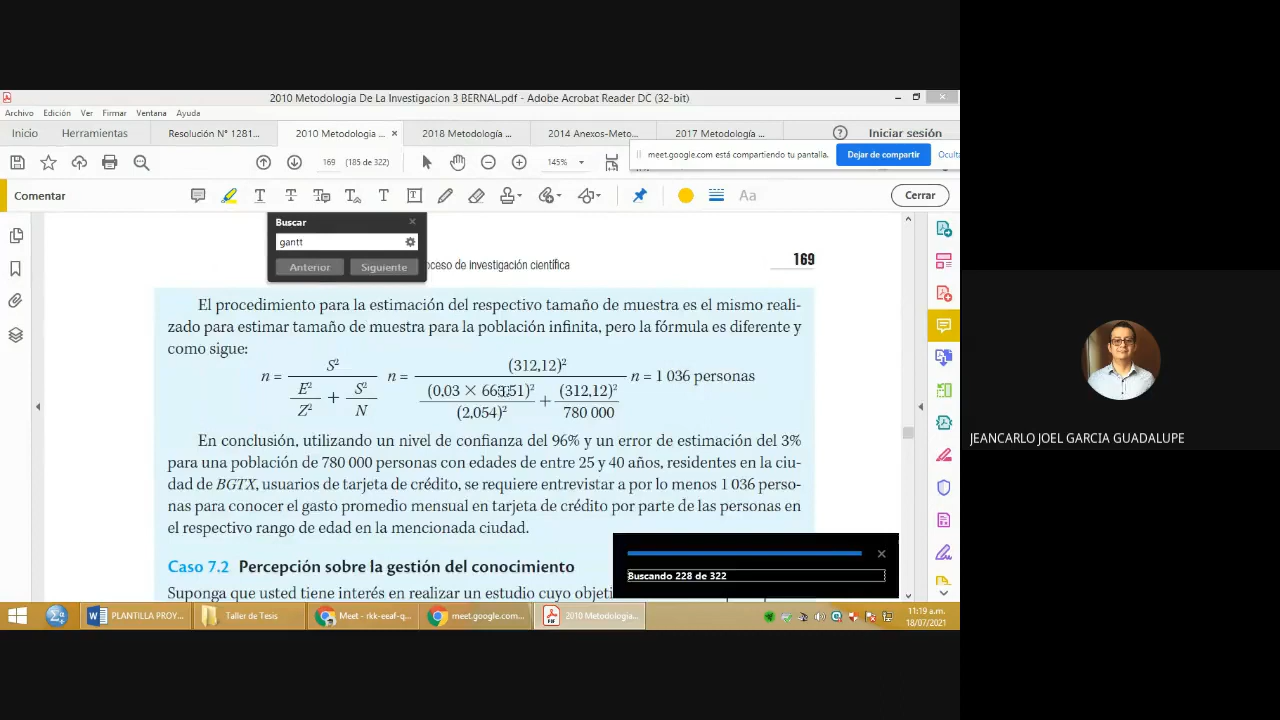 2010 Metodologia De La Investigacion 3 BERNAL.pdf - Adobe Acrobat Reader DC (32-bit)
Archivo Edición Ver Firmar Ventana Ayuda
Inicio Herramientas Resolución N° 1281... 2010 Metodologia ... 2018 Metodología ... 2014 Anexos-Meto... 2017 Metodología ... Iniciar sesión
169 (185 de 322) 145% meet.google.com está compartiendo tu pantalla. Dejar de compartir Oculta
Comentar Cerrar
Buscar
gantt
Anterior Siguiente
oceso de investigación científica 169
El procedimiento para la estimación del respectivo tamaño de muestra es el mismo reali-
zado para estimar tamaño de muestra para la población infinita, pero la fórmula es diferente y
como sigue:
n = S² / (E²/Z² + S²/N) n = (312,12)² / ((0,03 × 663,51)²/(2,054)² + (312,12)²/780 000) n = 1 036 personas
En conclusión, utilizando un nivel de confianza del 96% y un error de estimación del 3%
para una población de 780 000 personas con edades de entre 25 y 40 años, residentes en la ciu-
dad de BGTX, usuarios de tarjeta de crédito, se requiere entrevistar a por lo menos 1 036 perso-
nas para conocer el gasto promedio mensual en tarjeta de crédito por parte de las personas en
el respectivo rango de edad en la mencionada ciudad.
Caso 7.2 Percepción sobre la gestión del conocimiento
Suponga que usted tiene interés en realizar un estudio cuyo objeti
Buscando 228 de 322
JEANCARLO JOEL GARCIA GUADALUPE
PLANTILLA PROY... Taller de Tesis Meet - rkk-eeaf-q... meet.google.com... 2010 Metodologia...
11:19 a.m.
18/07/2021